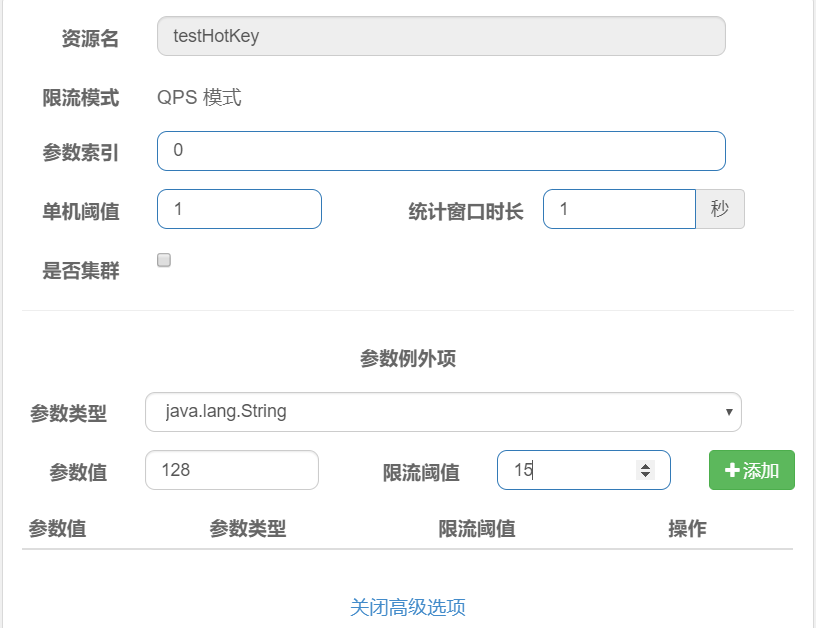 资源名 testHotKey
限流模式 QPS 模式
参数索引 0
单机阈值 1 统计窗口时长 1 秒
是否集群
参数例外项
参数类型 java.lang.String
参数值 128 限流阈值 15 添加
参数值 参数类型 限流阈值 操作
关闭高级选项